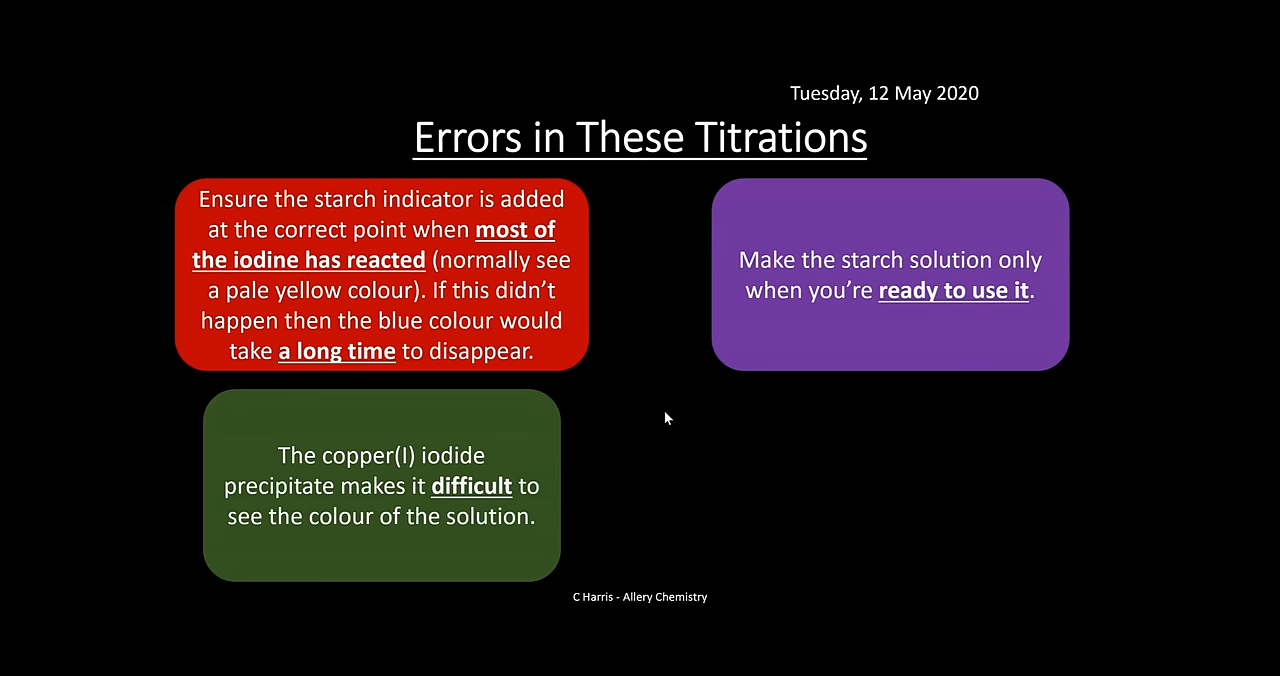 Tuesday, 12 May 2020
Errors in These Titrations
Ensure the starch indicator is added
at the correct point when most of
the iodine has reacted (normally see
a pale yellow colour). If this didn’t
happen then the blue colour would
take a long time to disappear.
Make the starch solution only
when you’re ready to use it.
The copper(I) iodide
precipitate makes it difficult to
see the colour of the solution.
C Harris - Allery Chemistry